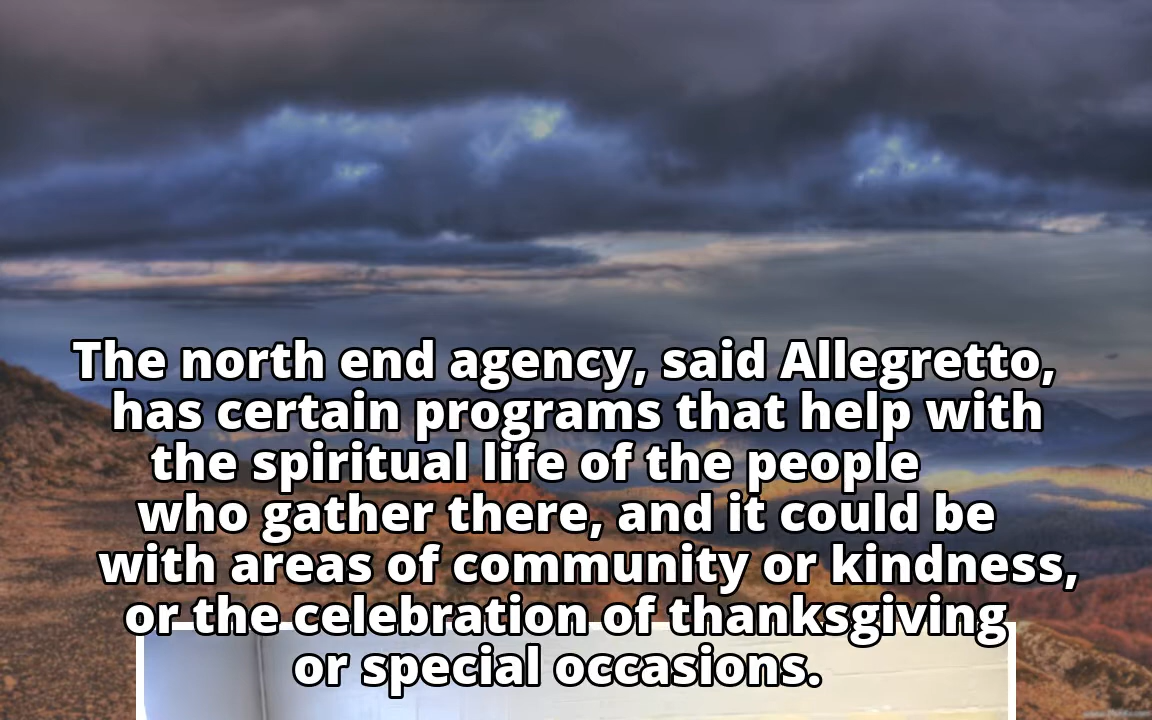 The north end agency, said Allegretto,
has certain programs that help with
the spiritual life of the people
who gather there, and it could be
with areas of community or kindness,
or the celebration of thanksgiving
or special occasions.